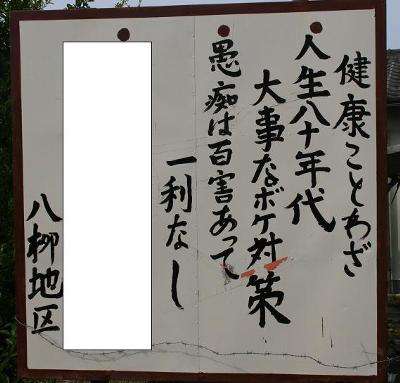 健康ことわざ
人生八十年代
大事なボケ対策
愚痴は百害あって
一利なし
八柳地区